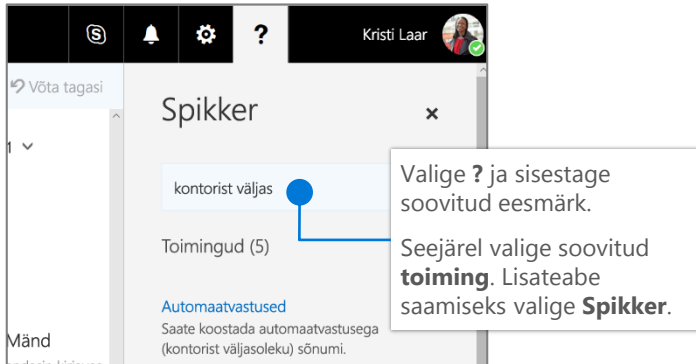 ? Kristi Laar
Võta tagasi
Spikker
kontorist väljas
Toimingud (5)
Automaatvastused
Saate koostada automaatvastusega
(kontorist väljasoleku) sõnumi.
Mänd
Valige ? ja sisestage
soovitud eesmärk.
Seejärel valige soovitud
toiming. Lisateabe
saamiseks valige Spikker.